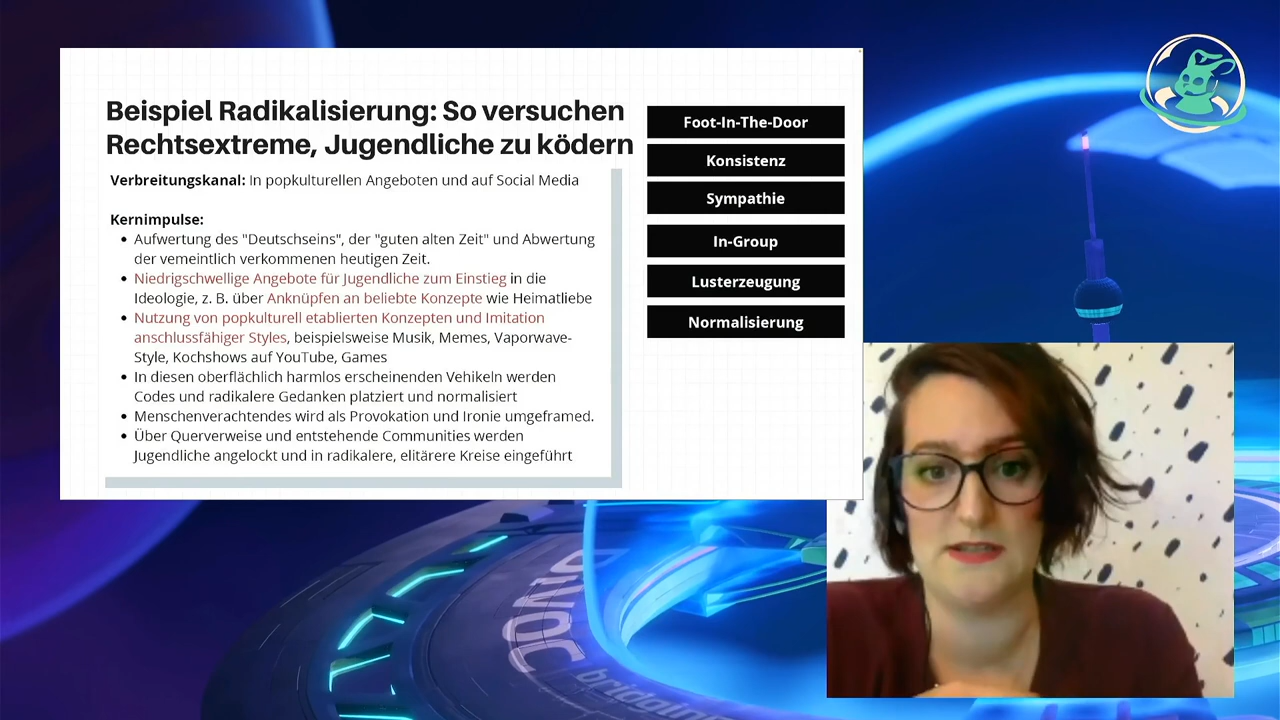 Beispiel Radikalisierung: So versuchen
Rechtsextreme, Jugendliche zu ködern
Verbreitungskanal: In popkulturellen Angeboten und auf Social Media
Kernimpulse:
• Aufwertung des "Deutschseins", der "guten alten Zeit" und Abwertung
der vemeintlich verkommenen heutigen Zeit.
• Niedrigschwellige Angebote für Jugendliche zum Einstieg in die
Ideologie, z. B. über Anknüpfen an beliebte Konzepte wie Heimatliebe
• Nutzung von popkulturell etablierten Konzepten und Imitation
anschlussfähiger Styles, beispielsweise Musik, Memes, Vaporwave-
Style, Kochshows auf YouTube, Games
• In diesen oberflächlich harmlos erscheinenden Vehikeln werden
Codes und radikalere Gedanken platziert und normalisiert
• Menschenverachtendes wird als Provokation und Ironie umgeframed.
• Über Querverweise und entstehende Communities werden
Jugendliche angelockt und in radikalere, elitärere Kreise eingeführt
Foot-In-The-Door
Konsistenz
Sympathie
In-Group
Lusterzeugung
Normalisierung
DIVOC
bridging